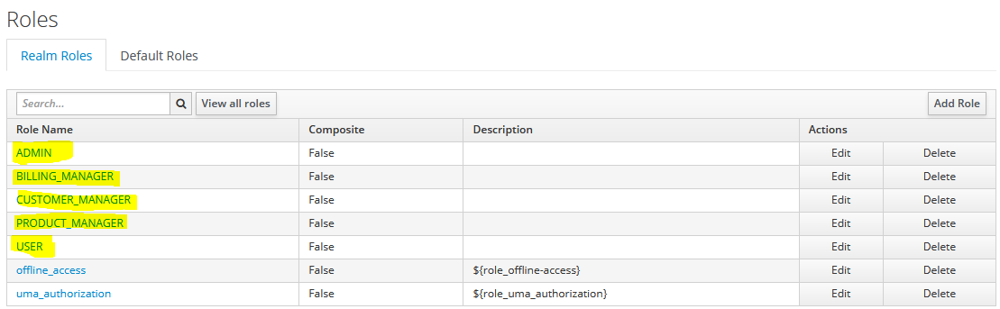 Roles
Realm Roles Default Roles
Search... View all roles Add Role
Role Name Composite Description Actions
ADMIN False Edit Delete
BILLING_MANAGER False Edit Delete
CUSTOMER_MANAGER False Edit Delete
PRODUCT_MANAGER False Edit Delete
USER False Edit Delete
offline_access False ${role_offline-access} Edit Delete
uma_authorization False ${role_uma_authorization} Edit Delete